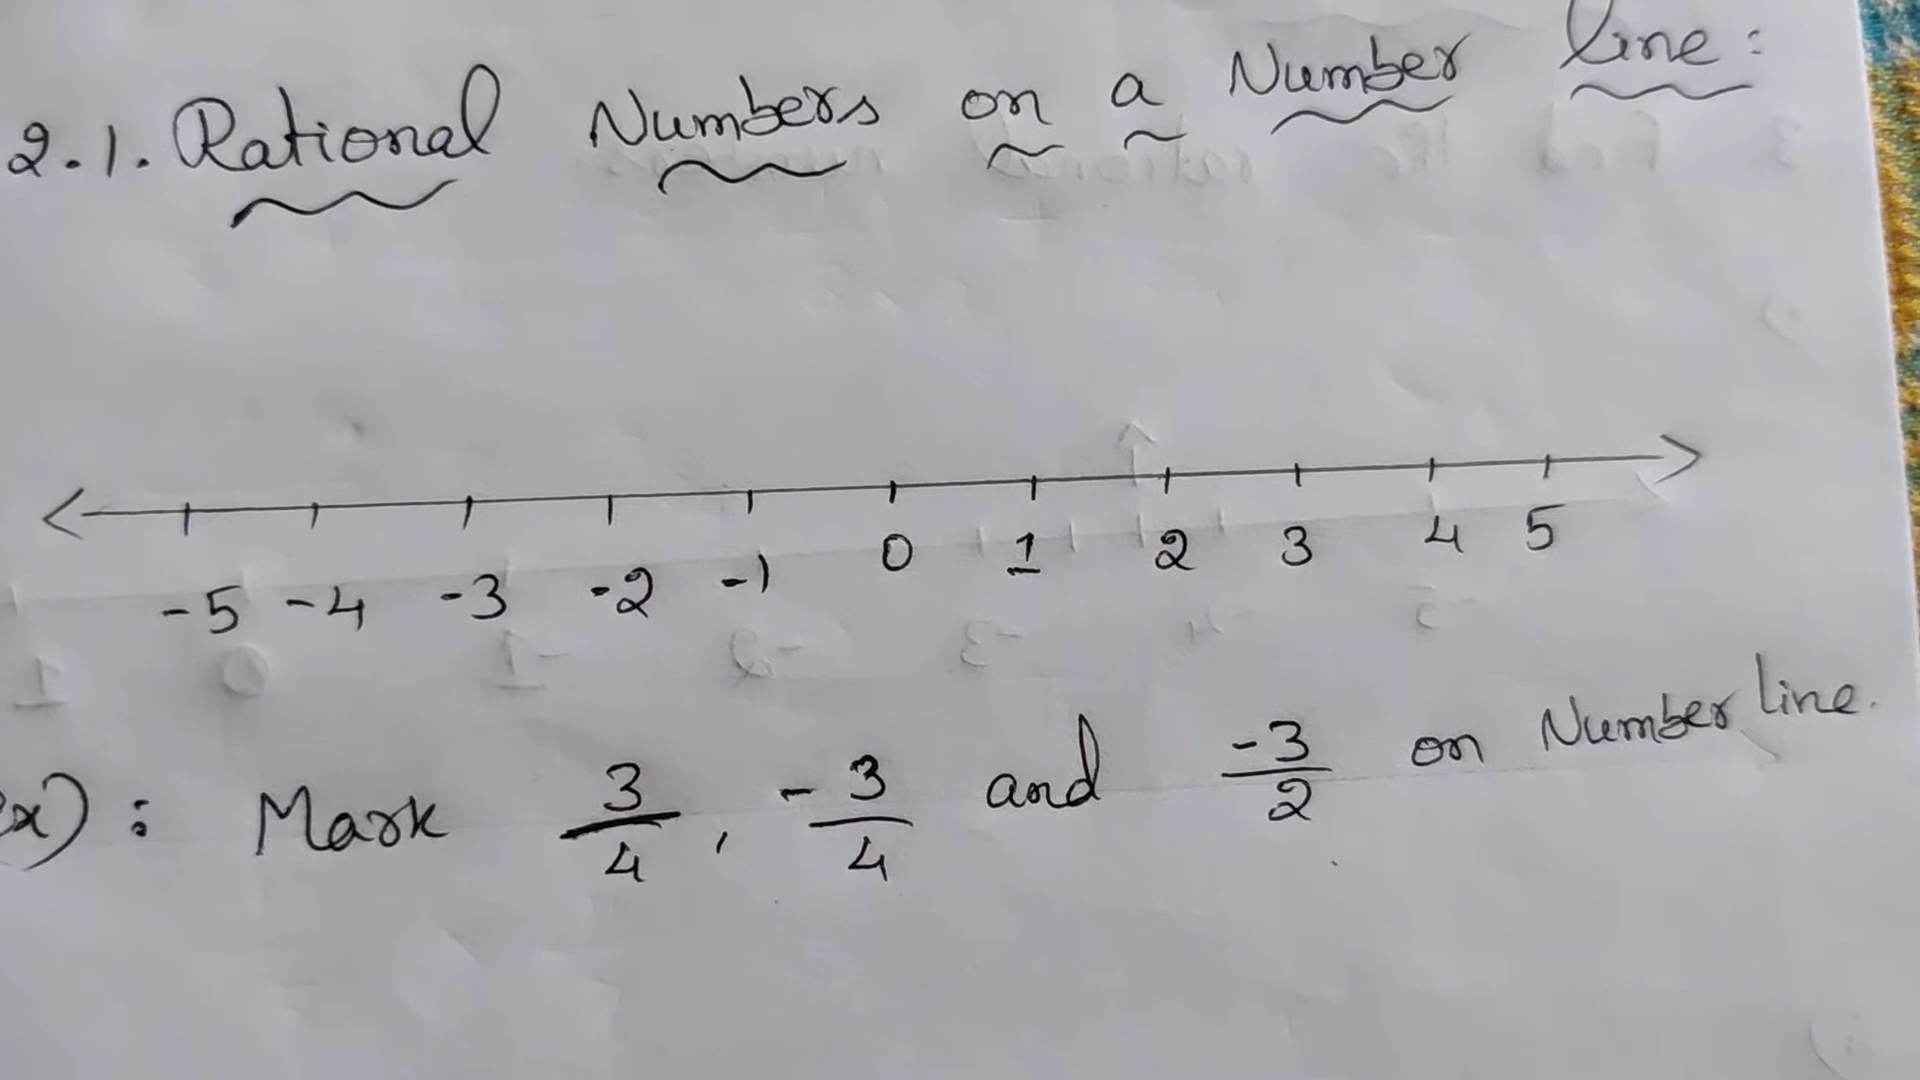 2.1. Rational Numbers on a Number line:
-5 -4 -3 -2 -1 0 1 2 3 4 5
x): Mark 3/4, -3/4 and -3/2 on Number line.